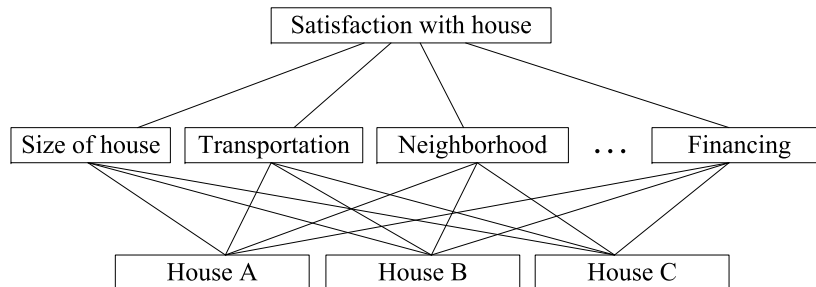 Satisfaction with house
Size of house Transportation Neighborhood ... Financing
House A House B House C